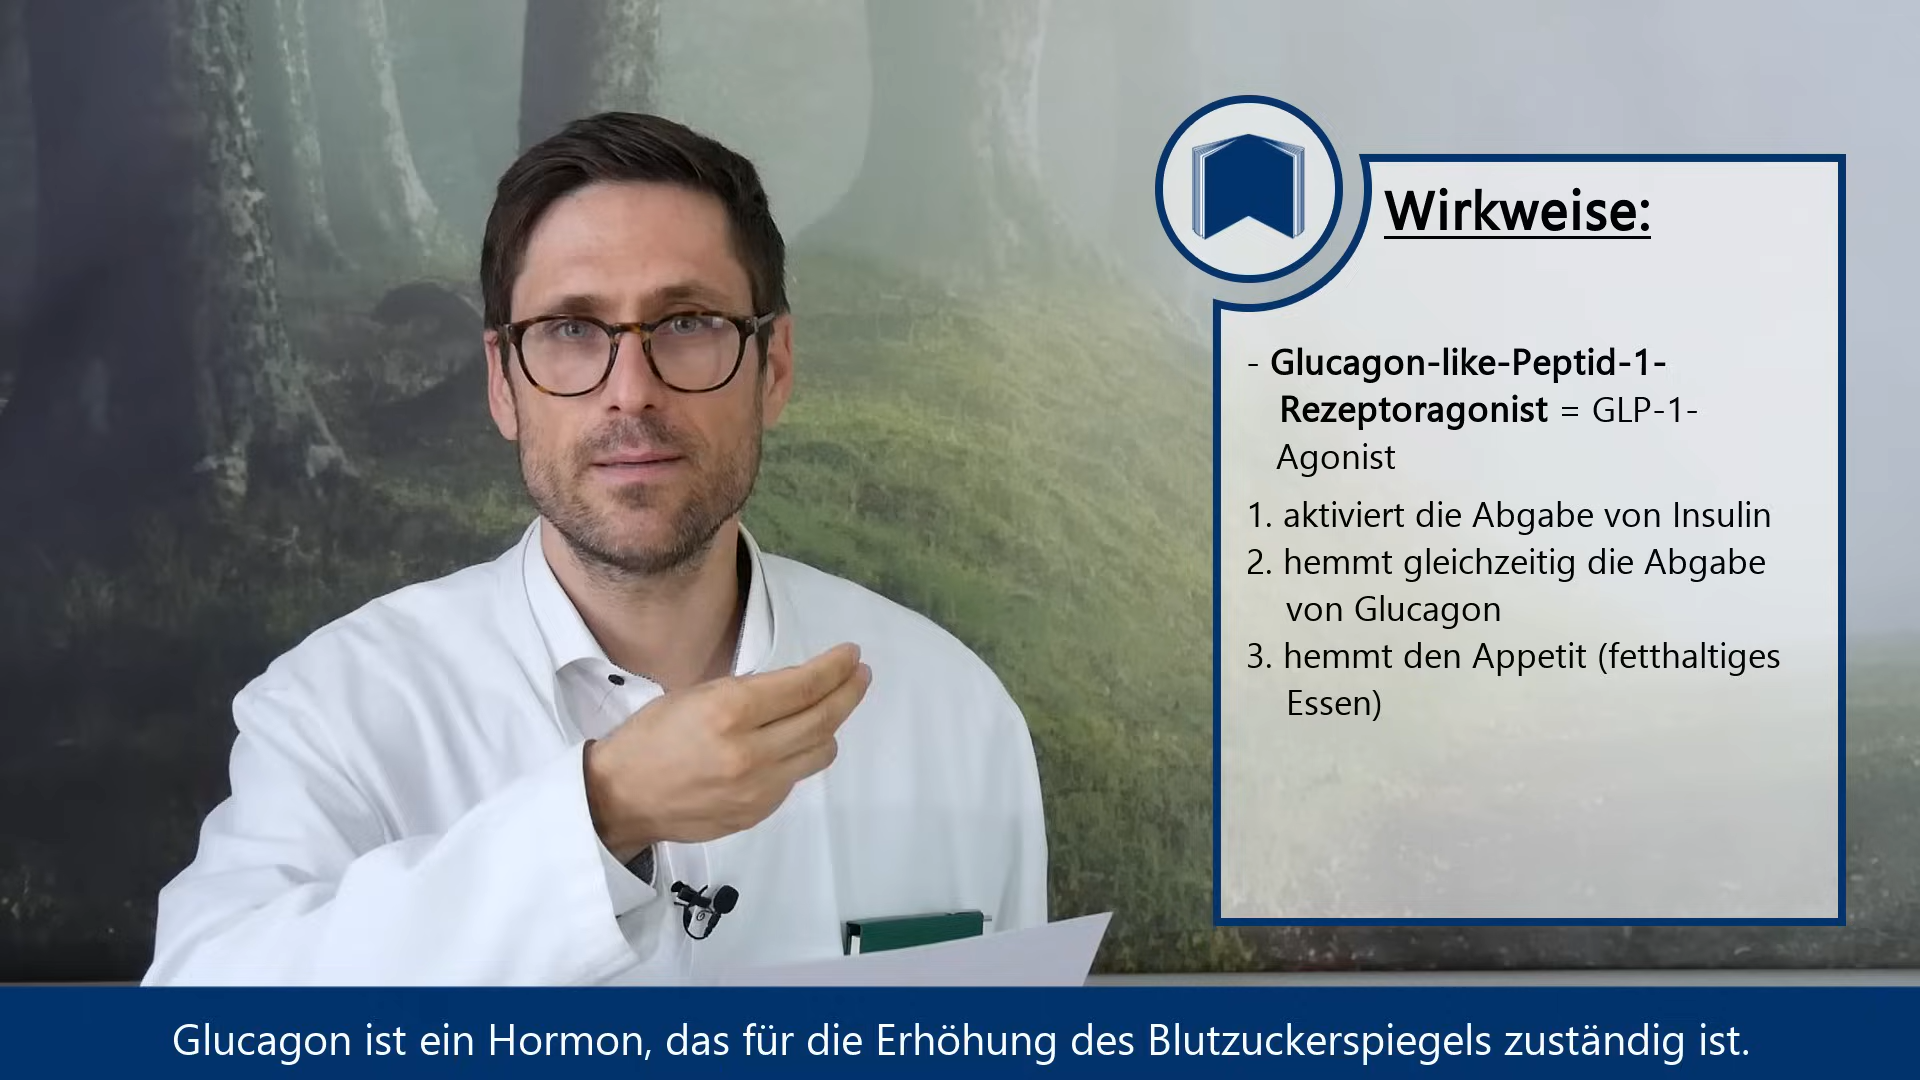 Wirkweise:
- Glucagon-like-Peptid-1-
Rezeptoragonist = GLP-1-
Agonist
1. aktiviert die Abgabe von Insulin
2. hemmt gleichzeitig die Abgabe
von Glucagon
3. hemmt den Appetit (fetthaltiges
Essen)
Glucagon ist ein Hormon, das für die Erhöhung des Blutzuckerspiegels zuständig ist.